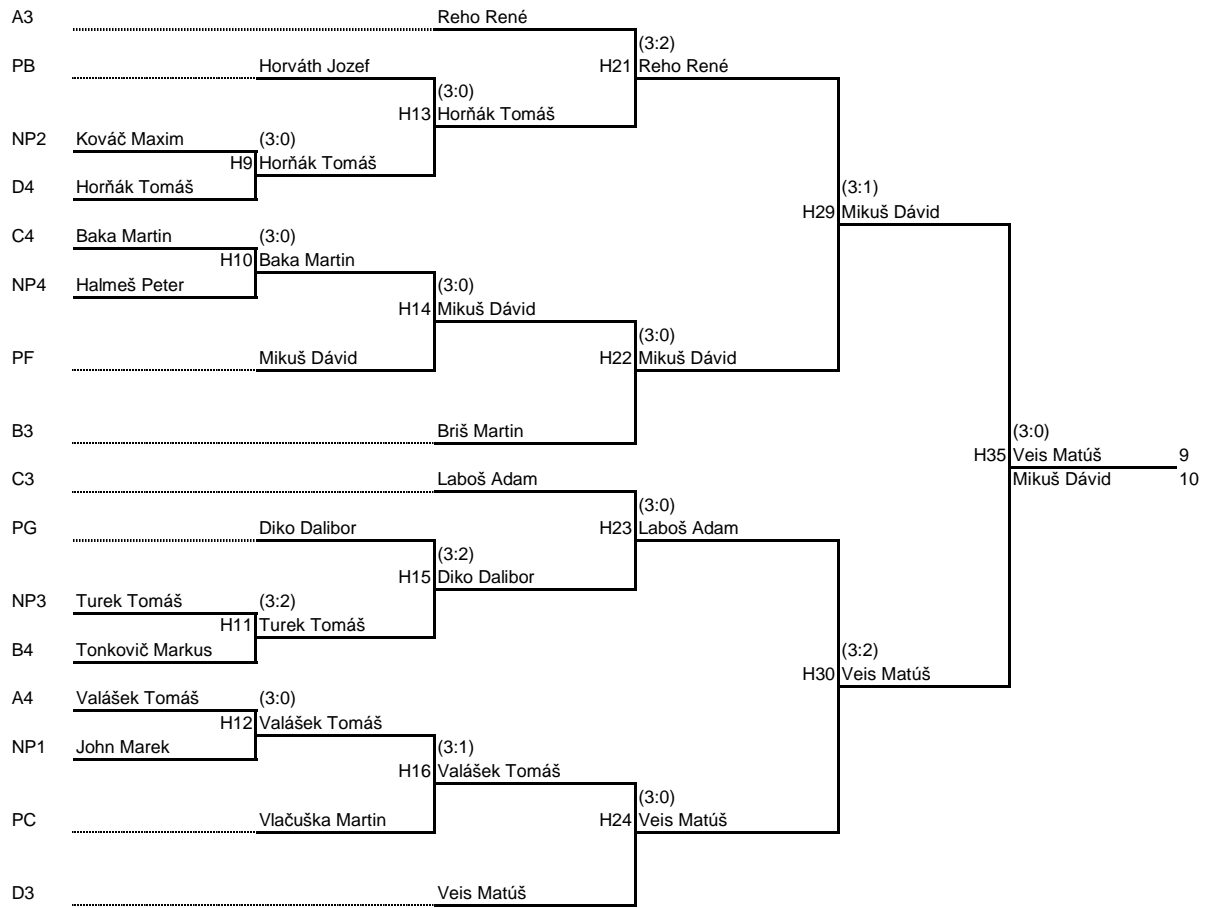 A3 Reho René
(3:2)
PB Horváth Jozef H21 Reho René
(3:0)
H13 Horňák Tomáš
NP2 Kováč Maxim (3:0)
H9 Horňák Tomáš
D4 Horňák Tomáš (3:1)
H29 Mikuš Dávid
C4 Baka Martin (3:0)
H10 Baka Martin
NP4 Halmeš Peter (3:0)
H14 Mikuš Dávid
(3:0)
PF Mikuš Dávid H22 Mikuš Dávid
B3 Briš Martin (3:0)
H35 Veis Matúš 9
C3 Laboš Adam Mikuš Dávid 10
(3:0)
PG Diko Dalibor H23 Laboš Adam
(3:2)
H15 Diko Dalibor
NP3 Turek Tomáš (3:2)
H11 Turek Tomáš
B4 Tonkovič Markus (3:2)
H30 Veis Matúš
A4 Valášek Tomáš (3:0)
H12 Valášek Tomáš
NP1 John Marek (3:1)
H16 Valášek Tomáš
(3:0)
PC Vlačuška Martin H24 Veis Matúš
D3 Veis Matúš